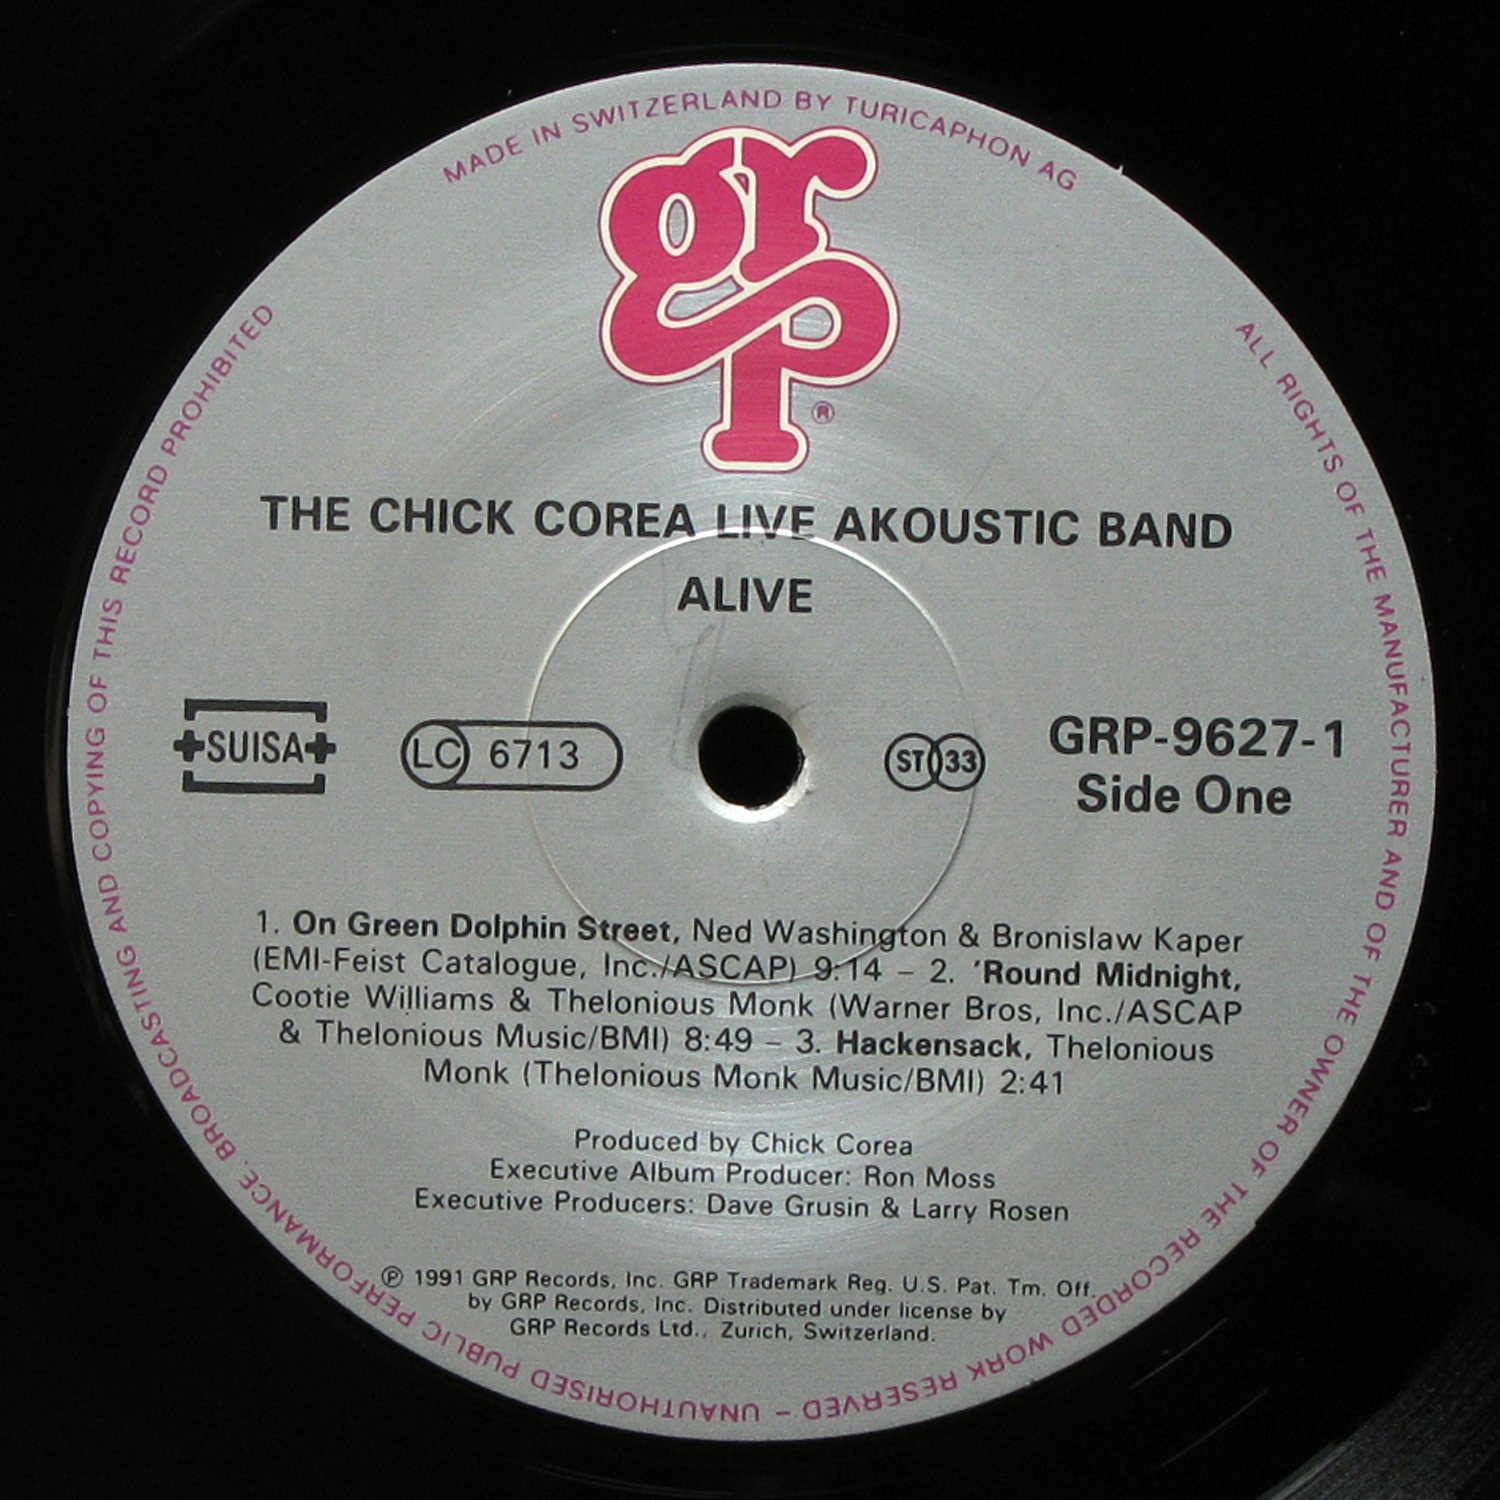 MADE IN SWITZERLAND BY TURICAPHON AG
grp®
THE CHICK COREA LIVE AKOUSTIC BAND
ALIVE
SUISA
LC 6713
ST 33
GRP-9627-1
Side One
1. On Green Dolphin Street, Ned Washington & Bronislaw Kaper
(EMI-Feist Catalogue, Inc./ASCAP) 9:14 – 2. 'Round Midnight,
Cootie Williams & Thelonious Monk (Warner Bros, Inc./ASCAP
& Thelonious Music/BMI) 8:49 – 3. Hackensack, Thelonious
Monk (Thelonious Monk Music/BMI) 2:41
Produced by Chick Corea
Executive Album Producer: Ron Moss
Executive Producers: Dave Grusin & Larry Rosen
℗ 1991 GRP Records, Inc. GRP Trademark Reg. U.S. Pat. Tm. Off.
by GRP Records, Inc. Distributed under license by
GRP Records Ltd., Zurich, Switzerland.
ALL RIGHTS OF THE MANUFACTURER AND OF THE OWNER OF THE RECORDED WORK RESERVED – UNAUTHORISED PUBLIC PERFORMANCE, BROADCASTING AND COPYING OF THIS RECORD PROHIBITED